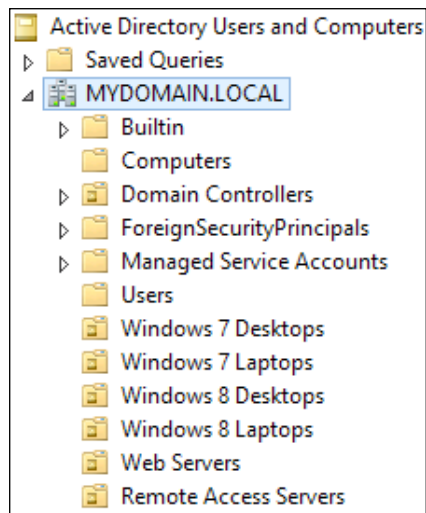 Active Directory Users and Computers
Saved Queries
MYDOMAIN.LOCAL
Builtin
Computers
Domain Controllers
ForeignSecurityPrincipals
Managed Service Accounts
Users
Windows 7 Desktops
Windows 7 Laptops
Windows 8 Desktops
Windows 8 Laptops
Web Servers
Remote Access Servers